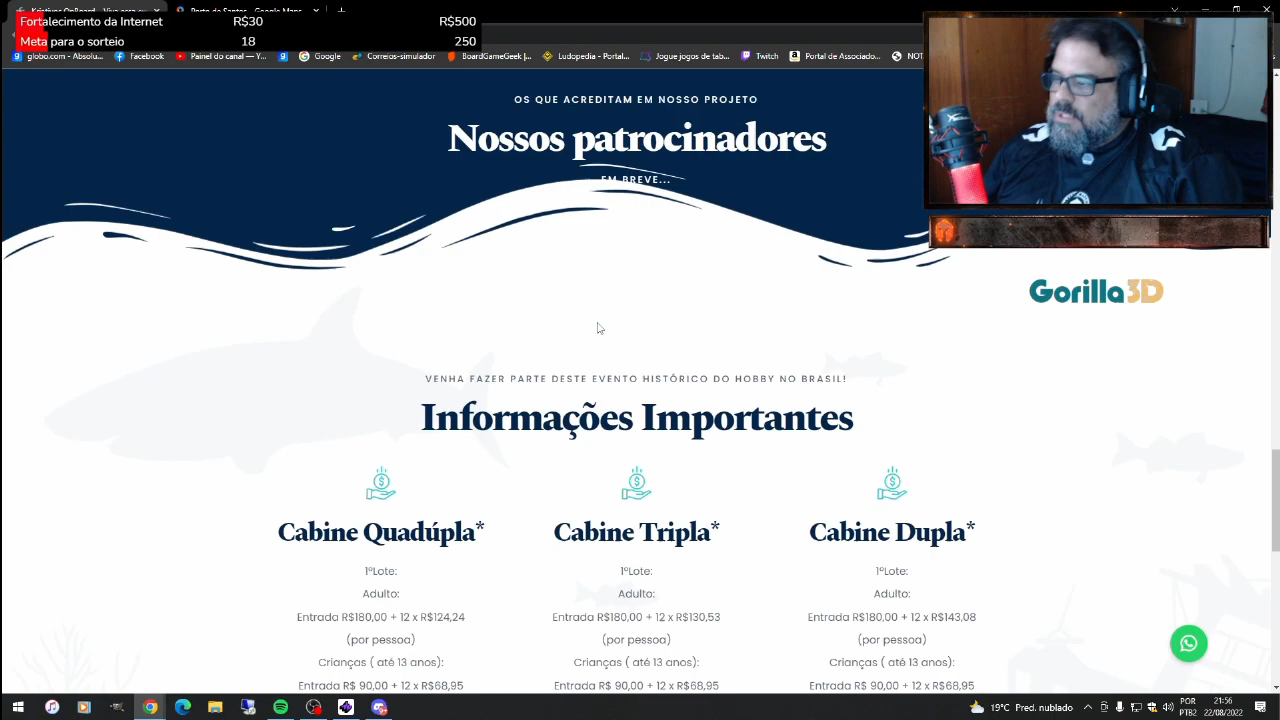 Fortalecimento da Internet R$30 R$500
Meta para o sorteio 18 250
globo.com - Absolu... Facebook Painel do canal — Y... Google Correios-simulador BoardGameGeek | Ludopedia - Portal... Jogue jogos de tab... Twitch Portal de Associado... NOT
OS QUE ACREDITAM EM NOSSO PROJETO
Nossos patrocinadores
EM BREVE...
Gorilla3D
VENHA FAZER PARTE DESTE EVENTO HISTÓRICO DO HOBBY NO BRASIL!
Informações Importantes
Cabine Quadúpla* Cabine Tripla* Cabine Dupla*
1ºLote: 1ºLote: 1ºLote:
Adulto: Adulto: Adulto:
Entrada R$180,00 + 12 x R$124,24 Entrada R$180,00 + 12 x R$130,53 Entrada R$180,00 + 12 x R$143,08
(por pessoa) (por pessoa) (por pessoa)
Crianças ( até 13 anos): Crianças ( até 13 anos): Crianças ( até 13 anos):
Entrada R$ 90,00 + 12 x R$68,95 Entrada R$ 90,00 + 12 x R$68,95 Entrada R$ 90,00 + 12 x R$68,95
19°C Pred. nublado POR 21:56
PTB2 22/08/2022